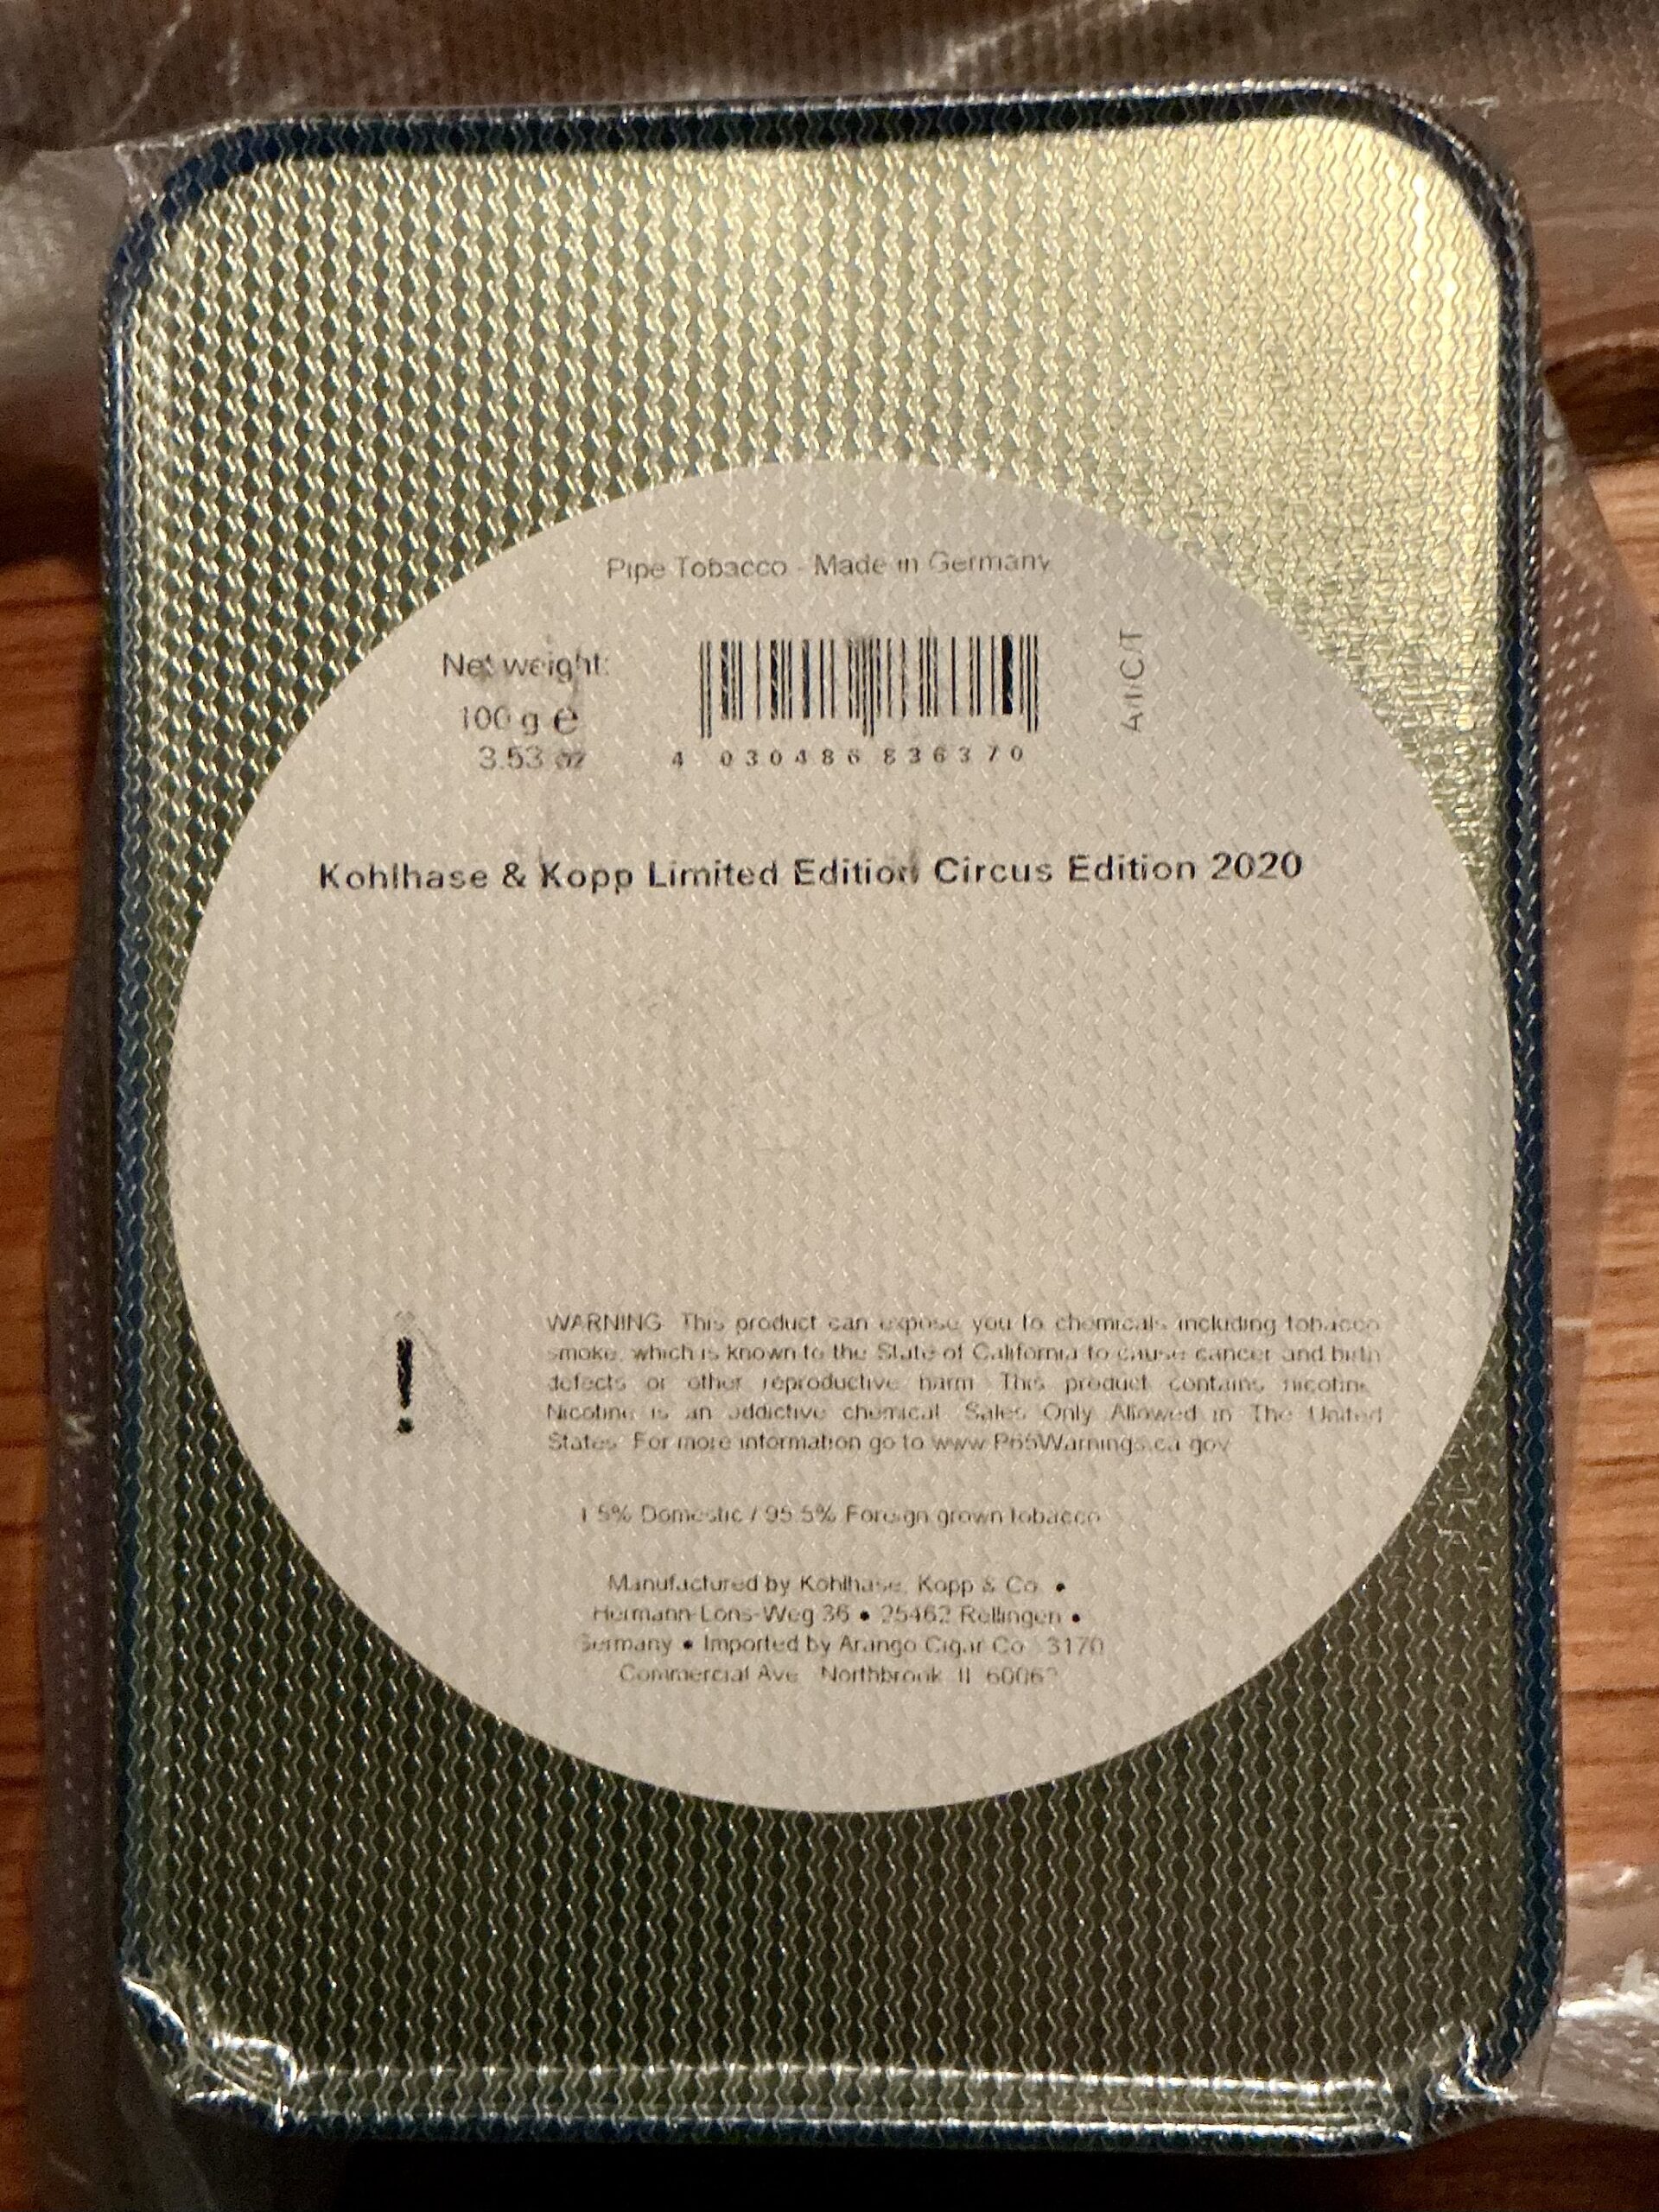 Pipe Tobacco - Made in Germany
Net weight:
100 g e
3.53 oz
4 030486 836370
Kohlhase & Kopp Limited Edition Circus Edition 2020
WARNING: This product can expose you to chemicals including tobacco
smoke, which is known to the State of California to cause cancer and birth
defects or other reproductive harm. This product contains nicotine.
Nicotine is an addictive chemical. Sales Only Allowed in The United
States. For more information go to www.P65Warnings.ca.gov
Domestic / 95.5% Foreign grown tobacco
Manufactured by Kohlhase, Kopp & Co. •
Hermann-Löns-Weg 36 • 25462 Rellingen •
Germany • Imported by Arango Cigar Co. 3170
Commercial Ave. Northbrook, IL 60062